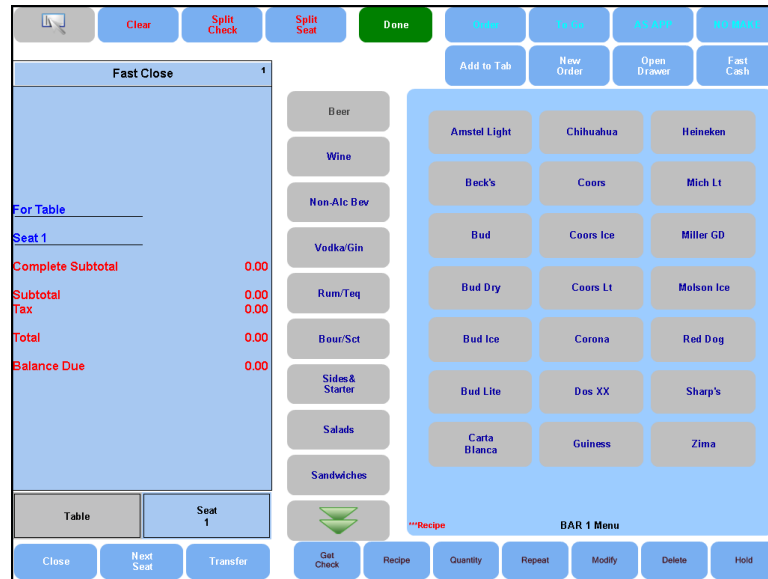 Clear
Split
Check
Split
Seat
Done
Order
To Go
AS APP
NO MAKE
Add to Tab
New
Order
Open
Drawer
Fast
Cash
Fast Close 1
For Table
Seat 1
Complete Subtotal 0.00
Subtotal 0.00
Tax 0.00
Total 0.00
Balance Due 0.00
Table
Seat
1
Close
Next
Seat
Transfer
Beer
Wine
Non-Alc Bev
Vodka/Gin
Rum/Teq
Bour/Sct
Sides&
Starter
Salads
Sandwiches
Amstel Light
Chihuahua
Heineken
Beck's
Coors
Mich Lt
Bud
Coors Ice
Miller GD
Bud Dry
Coors Lt
Molson Ice
Bud Ice
Corona
Red Dog
Bud Lite
Dos XX
Sharp's
Carta
Blanca
Guiness
Zima
***Recipe
BAR 1 Menu
Get
Check
Recipe
Quantity
Repeat
Modify
Delete
Hold